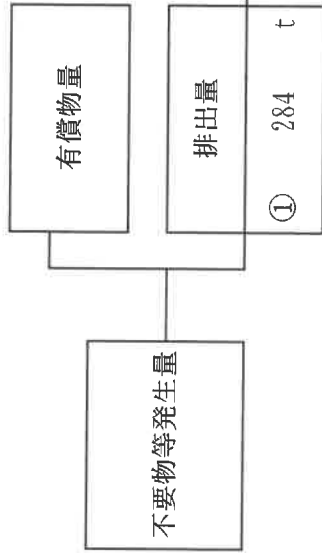 不要物等発生量
有償物量
排出量
① 284 t